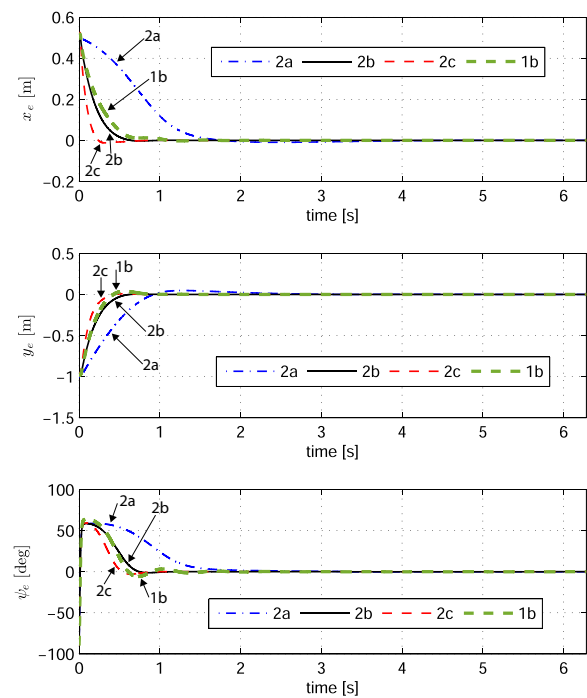 0.6
0.4
0.2
0
−0.2
x e [m]
2a
1b
2b
2c
2a 2b 2c 1b
0 1 2 3 4 5 6
time [s]
0.5
0
−0.5
−1
−1.5
y e [m]
2c
1b
2b
2a
2a 2b 2c 1b
0 1 2 3 4 5 6
time [s]
100
50
0
−50
−100
ψ e [deg]
2a
2b
2c
1b
2a 2b 2c 1b
0 1 2 3 4 5 6
time [s]